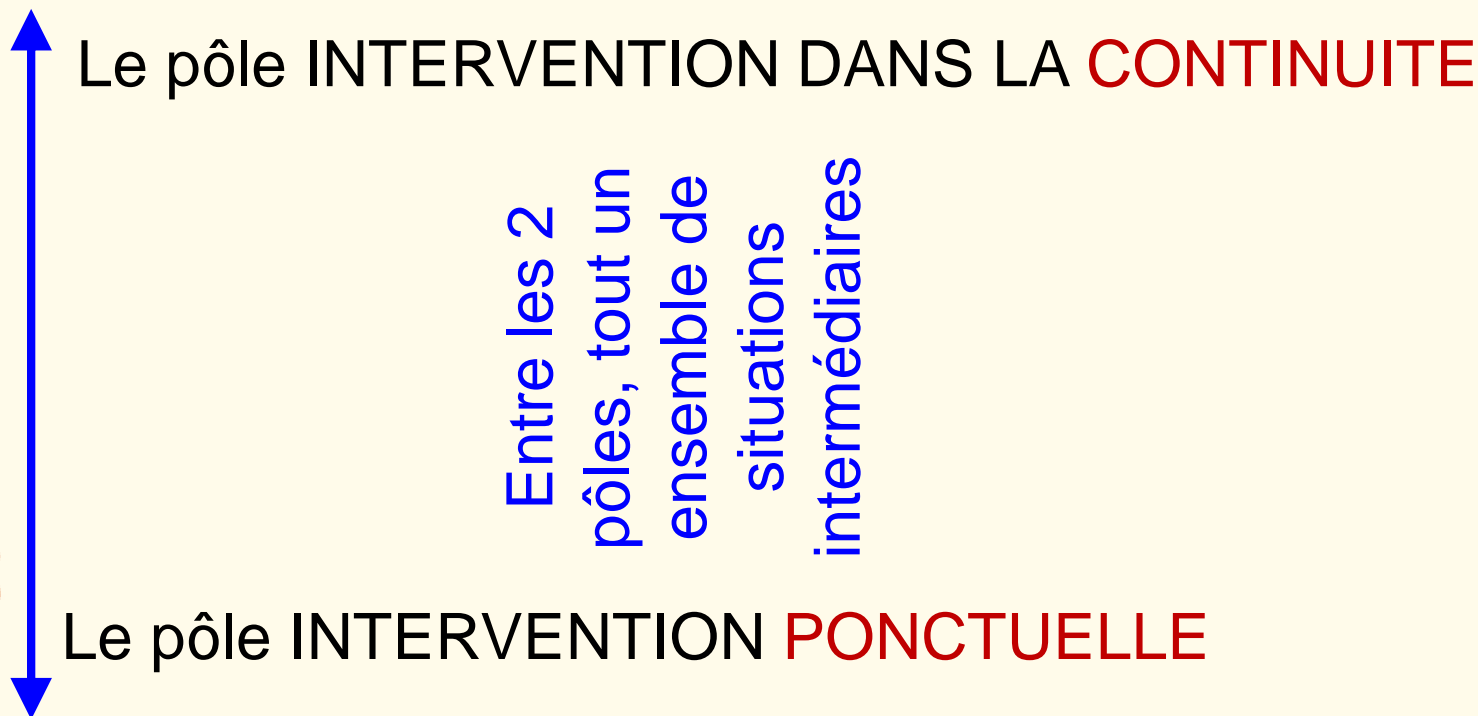 Le pôle INTERVENTION DANS LA CONTINUITE
Entre les 2
pôles, tout un
ensemble de
situations
intermédiaires
Le pôle INTERVENTION PONCTUELLE